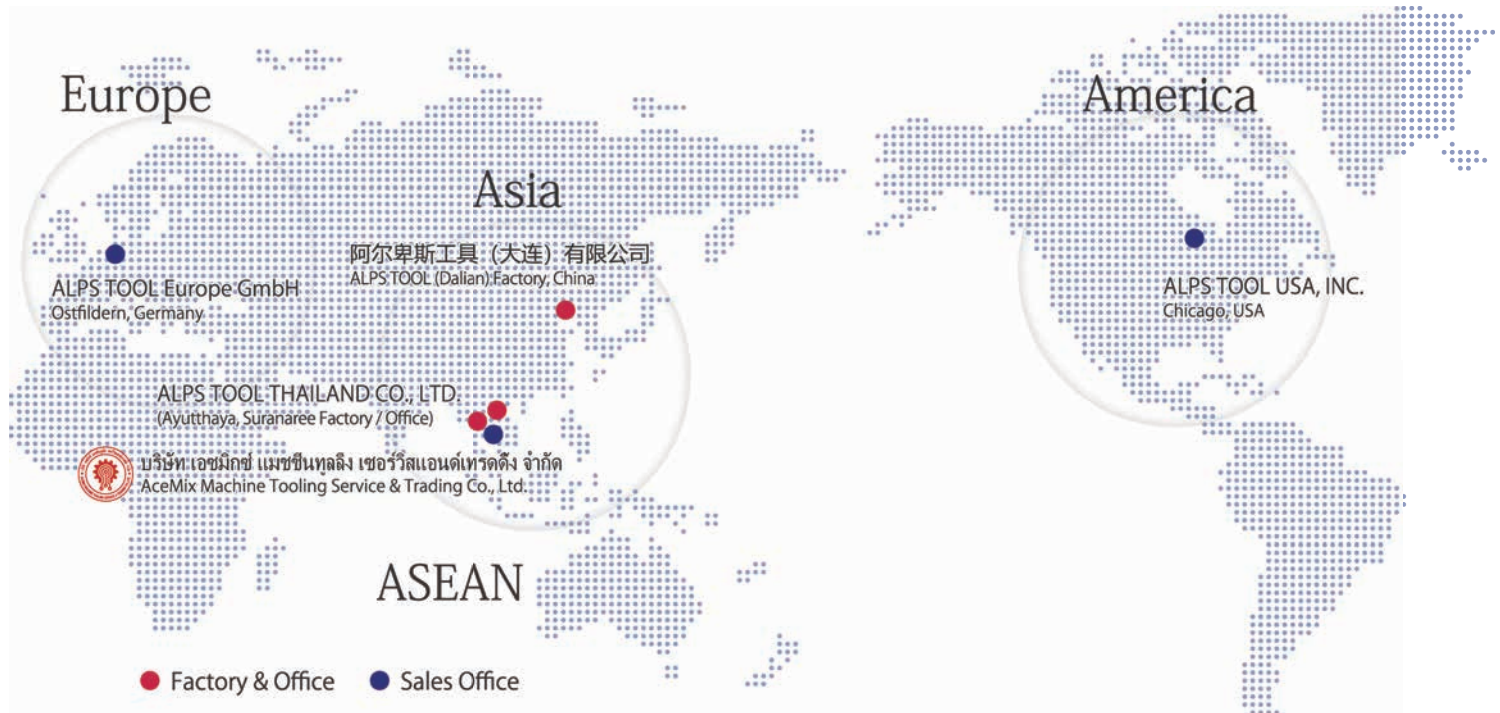 Europe
America
Asia
阿尔卑斯工具（大连）有限公司
ALPS TOOL (Dalian) Factory, China
ALPS TOOL Europe GmbH
Ostfildern, Germany
ALPS TOOL USA, INC.
Chicago, USA
ALPS TOOL THAILAND CO., LTD.
(Ayutthaya, Suranaree Factory / Office)
บริษัท เอซมิกซ์ แมชชีนทูลลิ่ง เซอร์วิสแอนด์เทรดดิ้ง จำกัด
AceMix Machine Tooling Service & Trading Co., Ltd.
ASEAN
Factory & Office
Sales Office